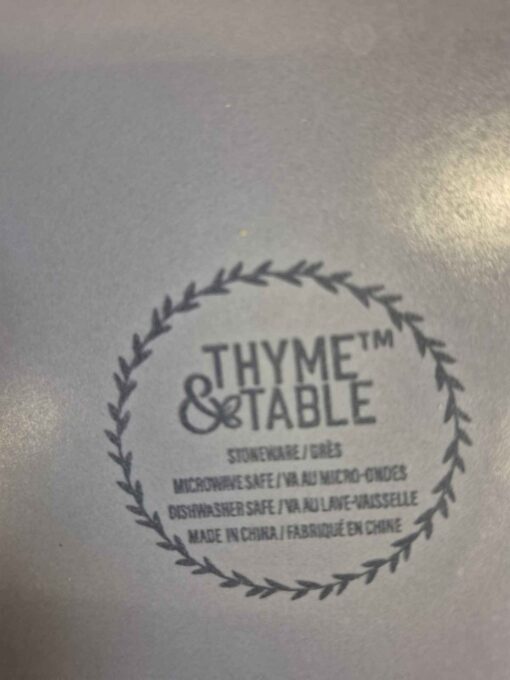 THYME™
&TABLE
STONEWARE / GRÈS
MICROWAVE SAFE / VA AU MICRO-ONDES
DISHWASHER SAFE / VA AU LAVE-VAISSELLE
MADE IN CHINA / FABRIQUÉ EN CHINE